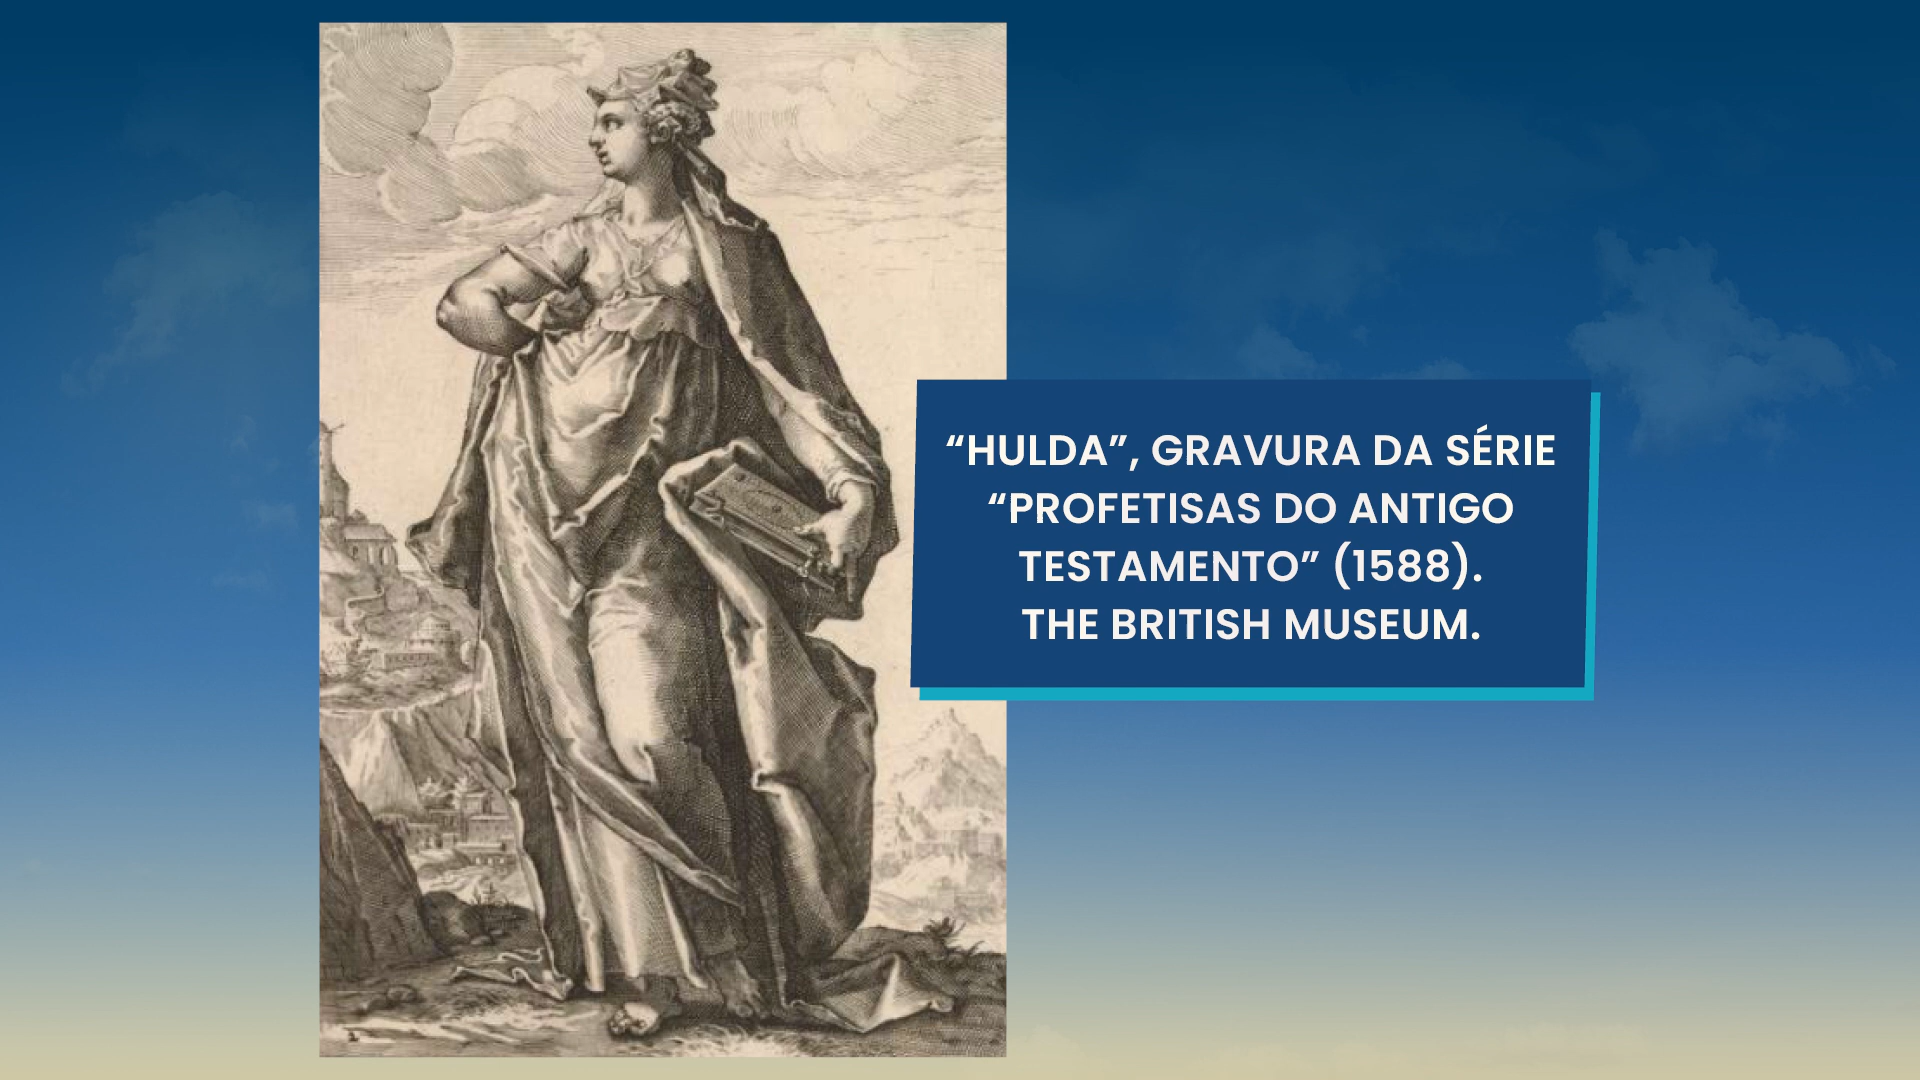 “HULDA”, GRAVURA DA SÉRIE
“PROFETISAS DO ANTIGO
TESTAMENTO” (1588).
THE BRITISH MUSEUM.